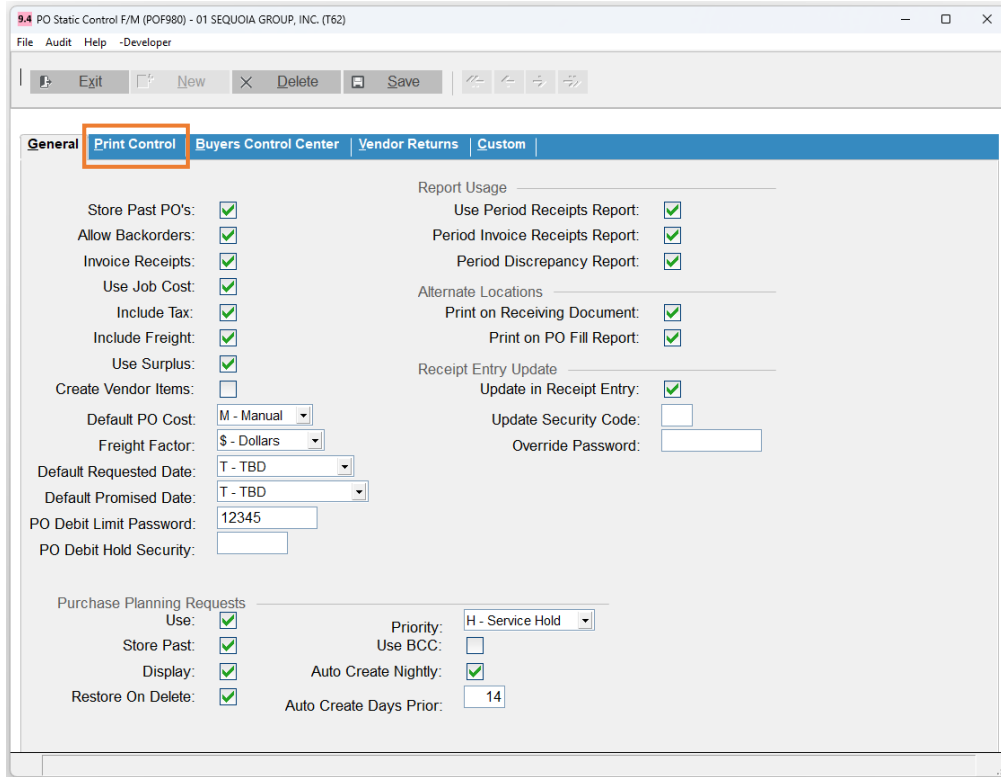 9.4 PO Static Control F/M (POF980) - 01 SEQUOIA GROUP, INC. (T62)
File Audit Help -Developer
Exit New Delete Save
General Print Control Buyers Control Center Vendor Returns Custom
Report Usage
Store Past PO's: Use Period Receipts Report:
Allow Backorders: Period Invoice Receipts Report:
Invoice Receipts: Period Discrepancy Report:
Use Job Cost:
Alternate Locations
Include Tax: Print on Receiving Document:
Include Freight: Print on PO Fill Report:
Use Surplus:
Receipt Entry Update
Create Vendor Items: Update in Receipt Entry:
Default PO Cost: M - Manual Update Security Code:
Freight Factor: $ - Dollars Override Password:
Default Requested Date: T - TBD
Default Promised Date: T - TBD
PO Debit Limit Password: 12345
PO Debit Hold Security:
Purchase Planning Requests
Use: Priority: H - Service Hold
Store Past: Use BCC:
Display: Auto Create Nightly:
Restore On Delete: Auto Create Days Prior: 14